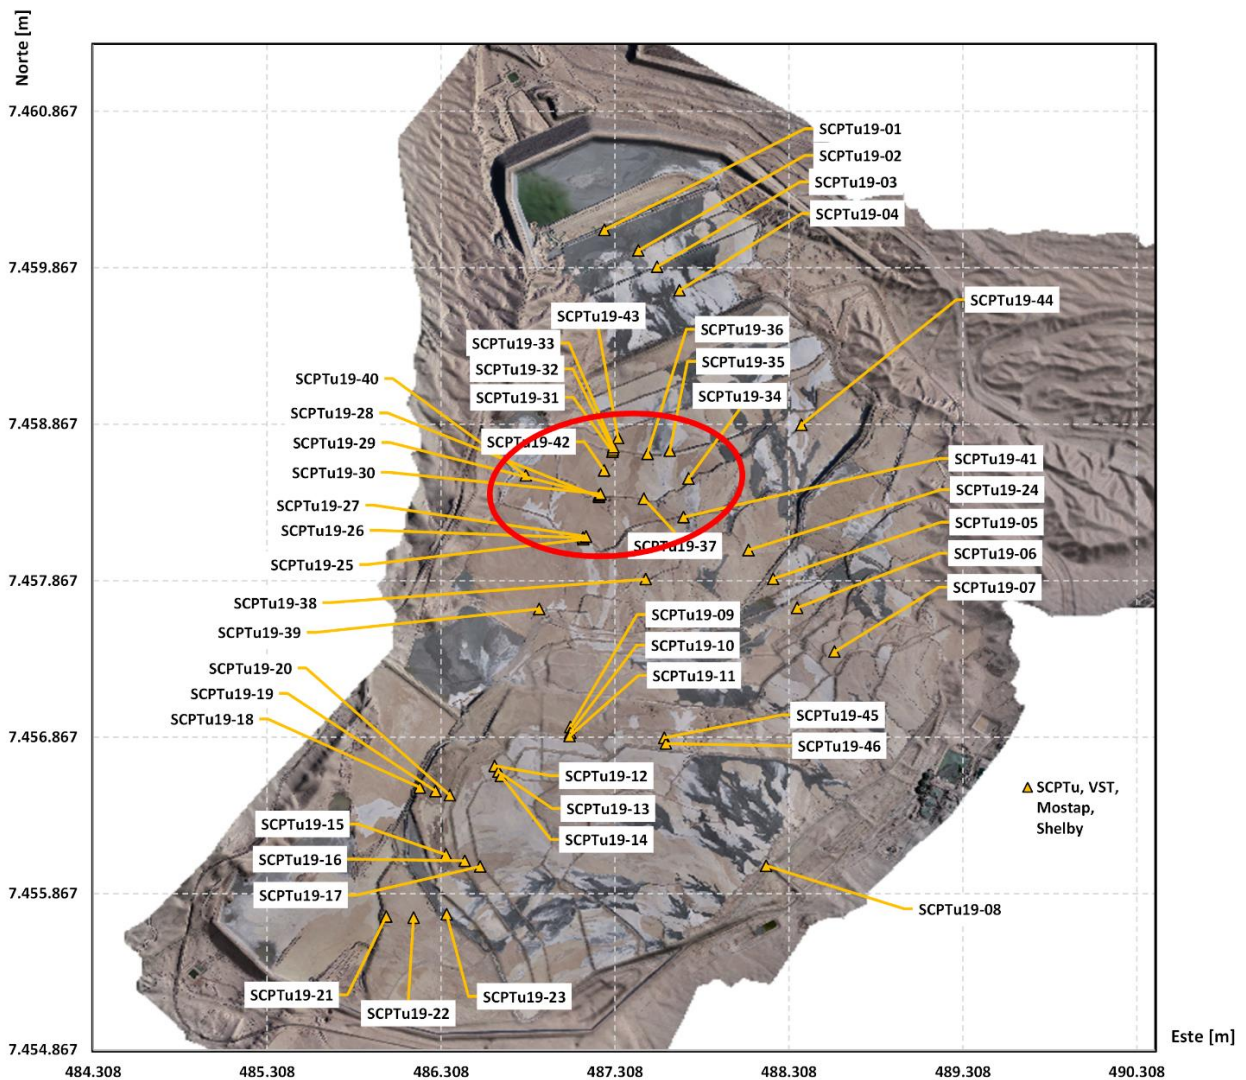 Norte [m]
7.460.867
7.459.867
7.458.867
7.457.867
7.456.867
7.455.867
7.454.867
SCPTu19-01
SCPTu19-02
SCPTu19-03
SCPTu19-04
SCPTu19-44
SCPTu19-43
SCPTu19-36
SCPTu19-33
SCPTu19-35
SCPTu19-32
SCPTu19-40
SCPTu19-31
SCPTu19-34
SCPTu19-28
SCPTu19-29
SCPTu19-42
SCPTu19-41
SCPTu19-30
SCPTu19-24
SCPTu19-27
SCPTu19-05
SCPTu19-26
SCPTu19-37
SCPTu19-06
SCPTu19-25
SCPTu19-07
SCPTu19-38
SCPTu19-09
SCPTu19-39
SCPTu19-10
SCPTu19-20
SCPTu19-11
SCPTu19-19
SCPTu19-18
SCPTu19-45
SCPTu19-46
SCPTu19-12
SCPTu, VST,
Mostap,
Shelby
SCPTu19-13
SCPTu19-15
SCPTu19-14
SCPTu19-16
SCPTu19-17
SCPTu19-08
SCPTu19-21
SCPTu19-23
SCPTu19-22
Este [m]
484.308
485.308
486.308
487.308
488.308
489.308
490.308